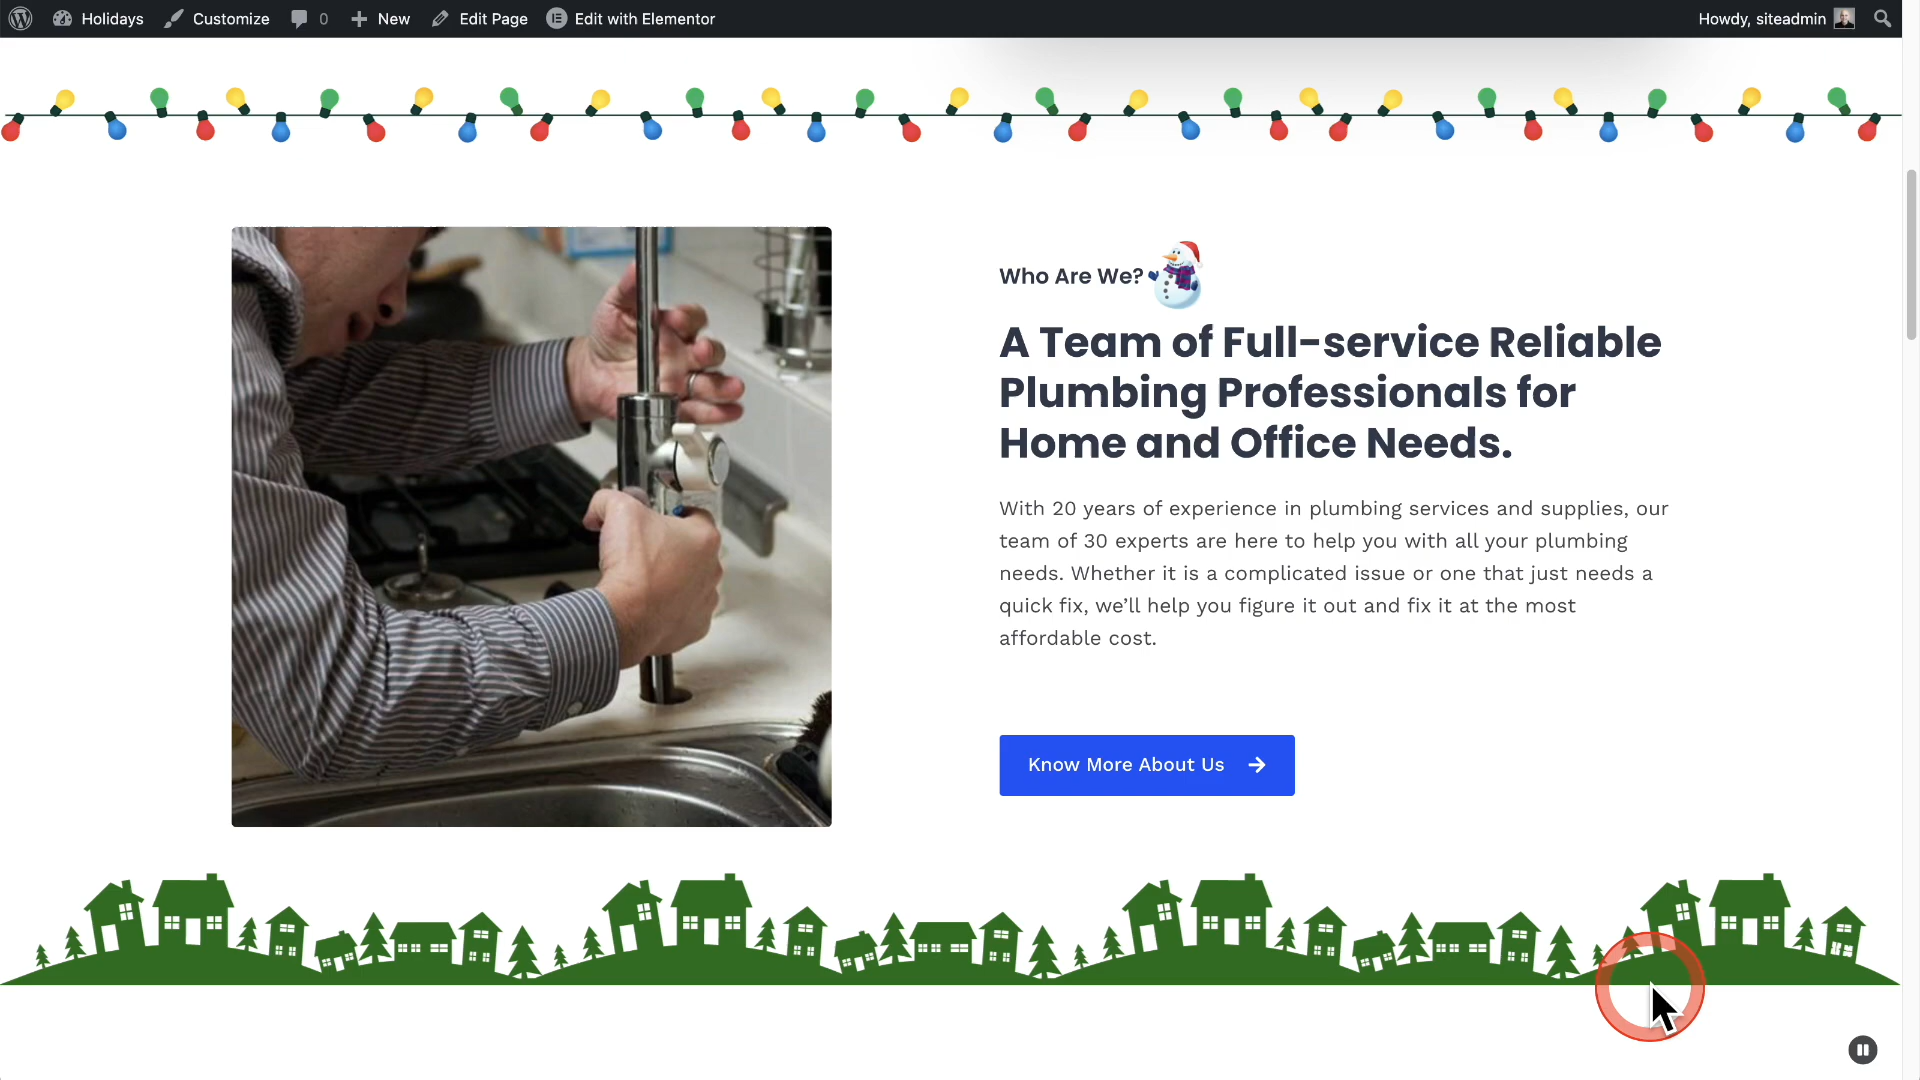 Holidays Customize 0 New Edit Page Edit with Elementor Howdy, siteadmin
Who Are We?
A Team of Full-service Reliable
Plumbing Professionals for
Home and Office Needs.
With 20 years of experience in plumbing services and supplies, our
team of 30 experts are here to help you with all your plumbing
needs. Whether it is a complicated issue or one that just needs a
quick fix, we’ll help you figure it out and fix it at the most
affordable cost.
Know More About Us